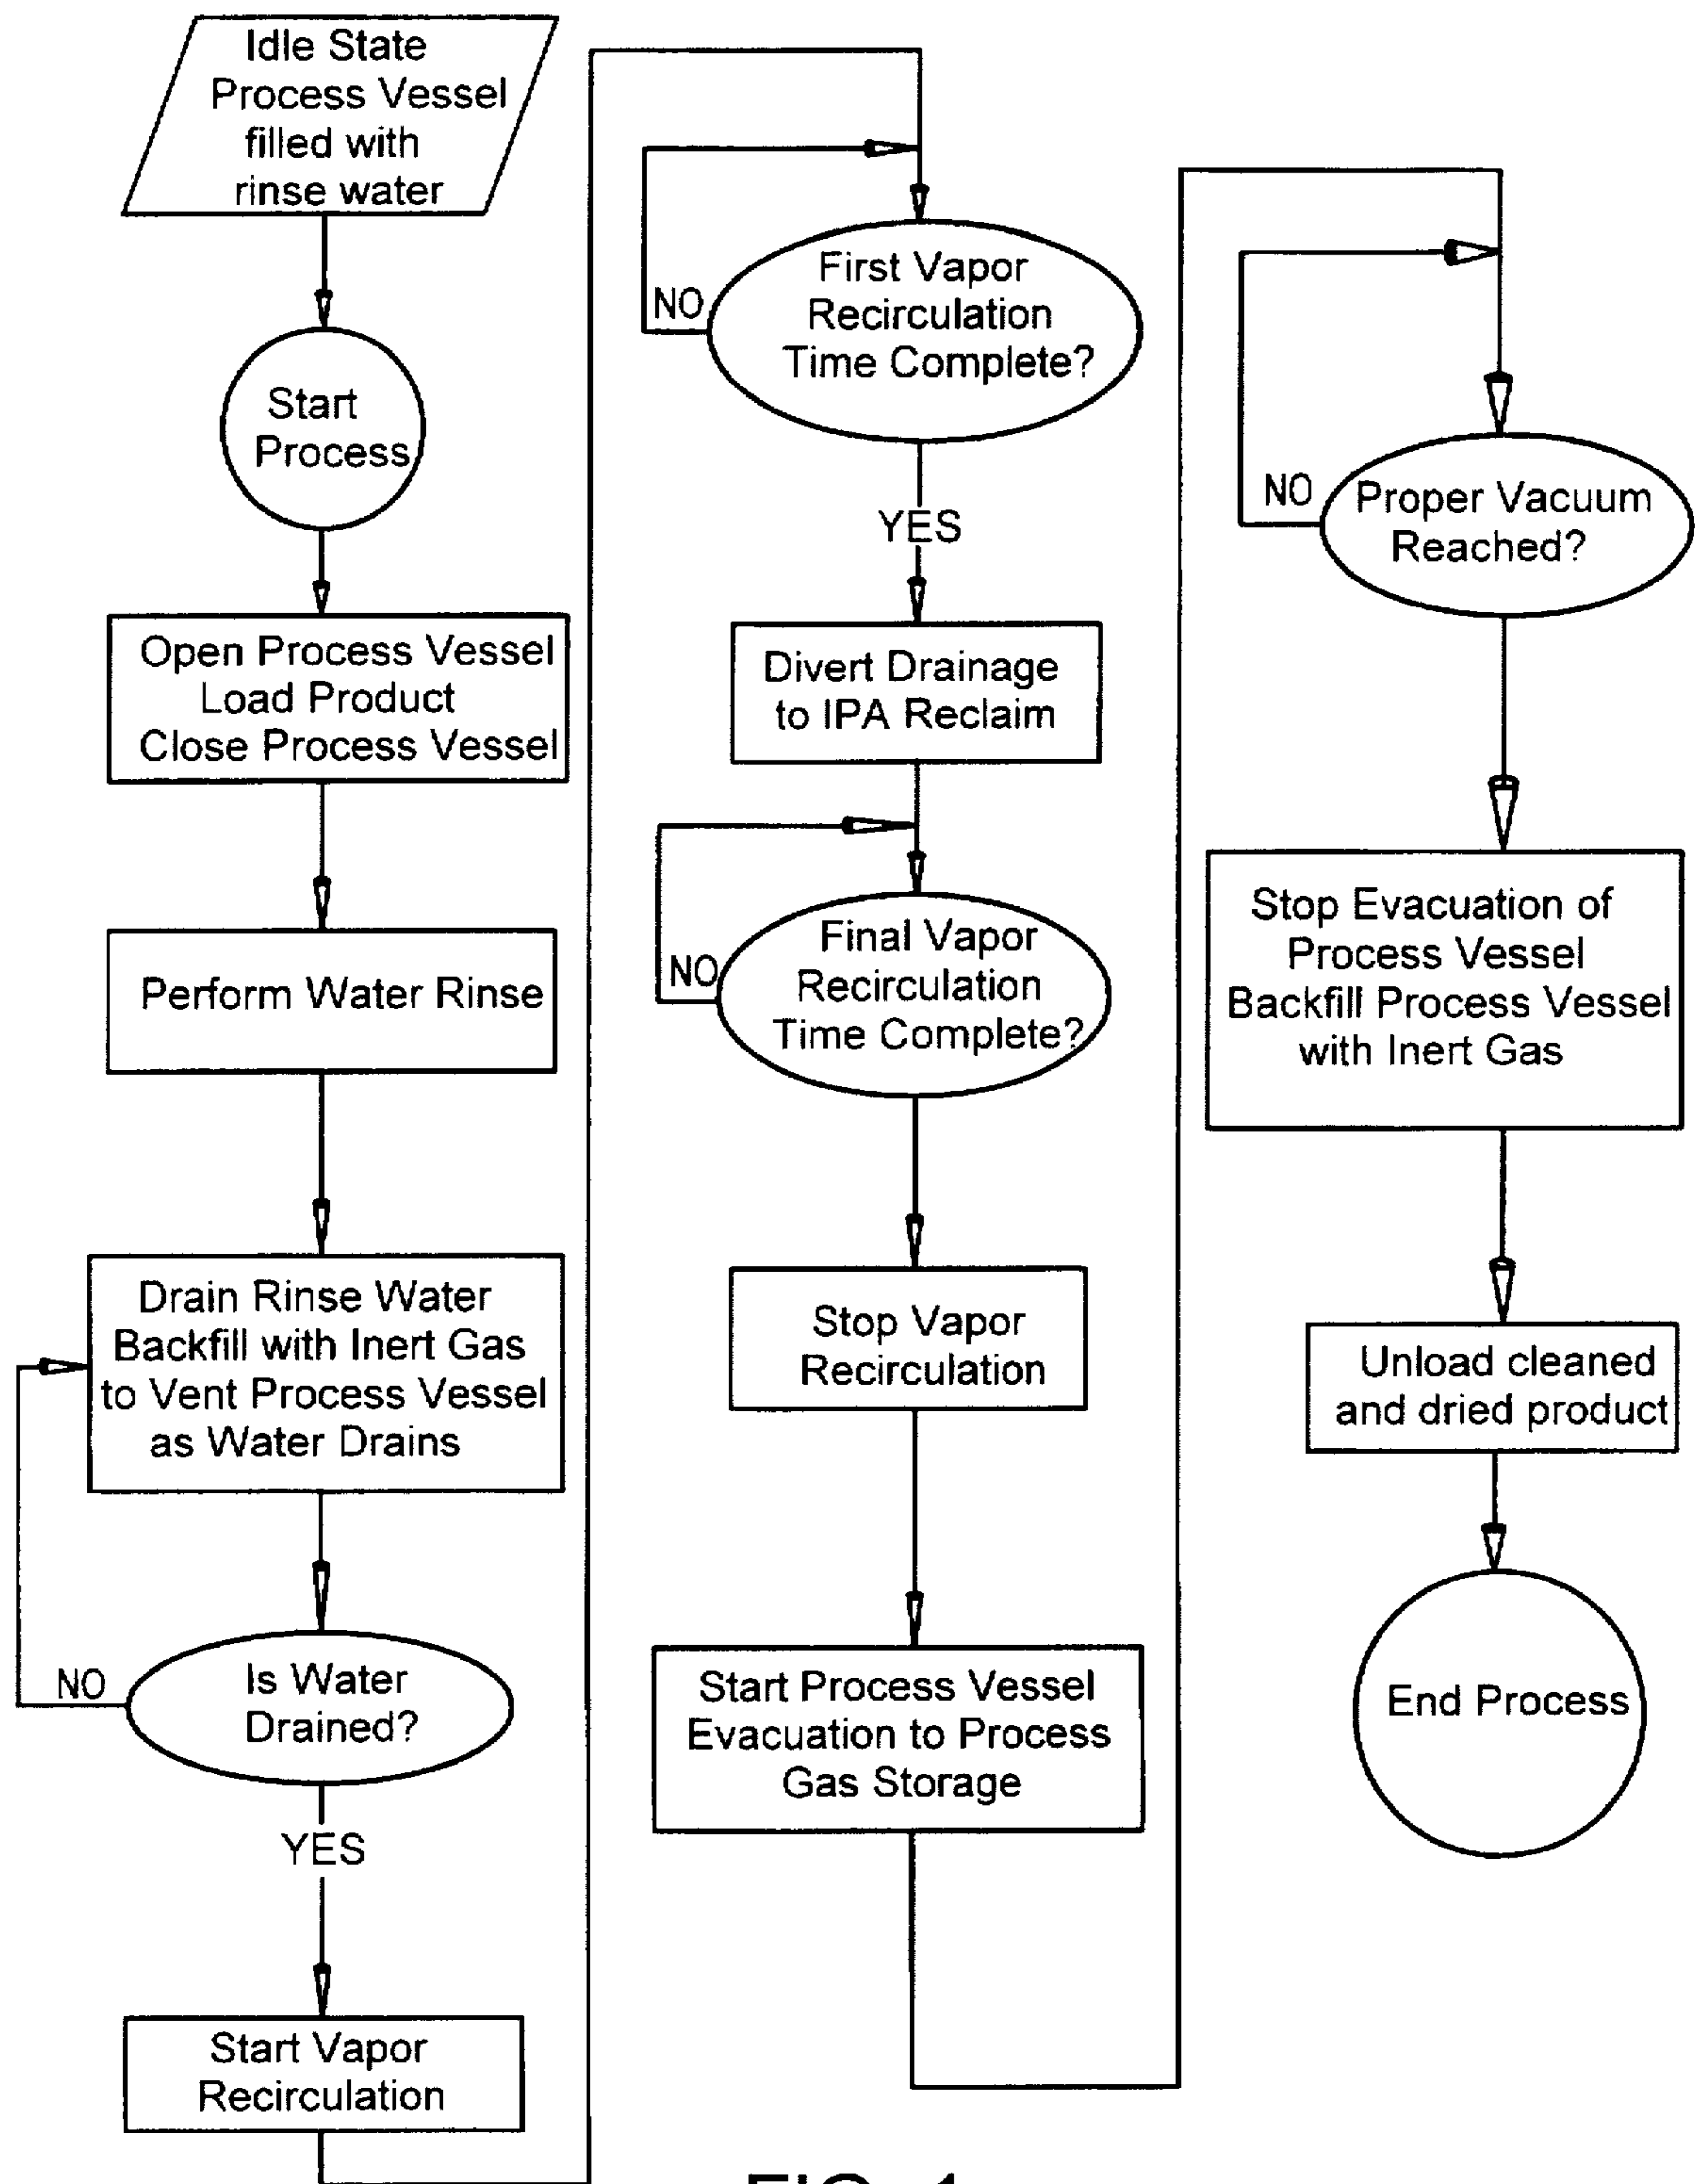 Idle State
Process Vessel
filled with
rinse water
Start
Process
Open Process Vessel
Load Product
Close Process Vessel
Perform Water Rinse
Drain Rinse Water
Backfill with Inert Gas
to Vent Process Vessel
as Water Drains
NO
Is Water
Drained?
YES
Start Vapor
Recirculation
First Vapor
Recirculation
Time Complete?
NO
YES
Divert Drainage
to IPA Reclaim
Final Vapor
Recirculation
Time Complete?
NO
Stop Vapor
Recirculation
Start Process Vessel
Evacuation to Process
Gas Storage
NO
Proper Vacuum
Reached?
Stop Evacuation of
Process Vessel
Backfill Process Vessel
with Inert Gas
Unload cleaned
and dried product
End Process
FIG. 1